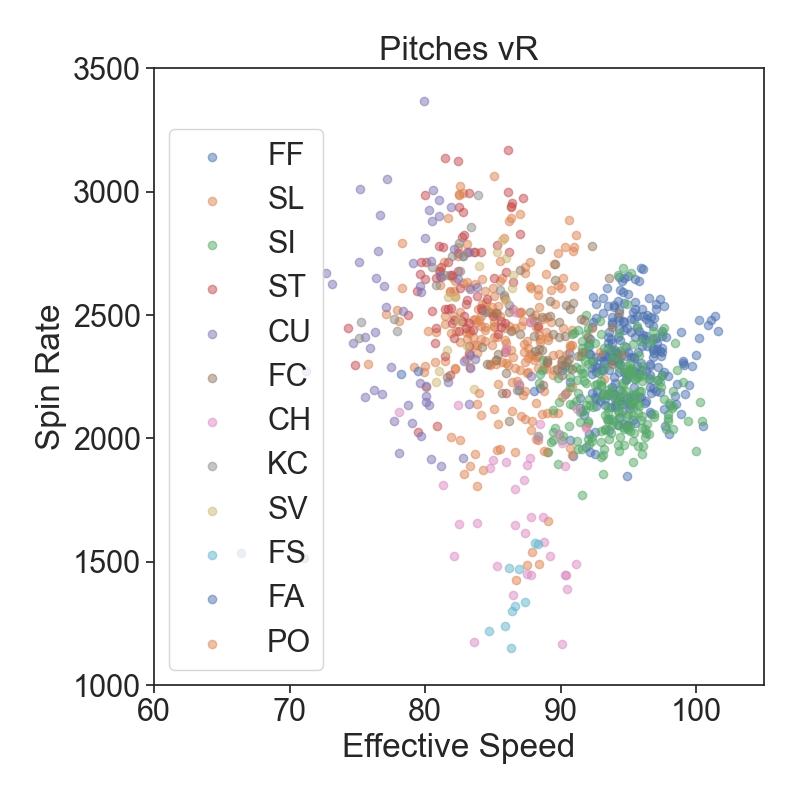 Pitches vR
3500
3000
2500
2000
1500
1000
Spin Rate
FF
SL
SI
ST
CU
FC
CH
KC
SV
FS
FA
PO
60 70 80 90 100
Effective Speed